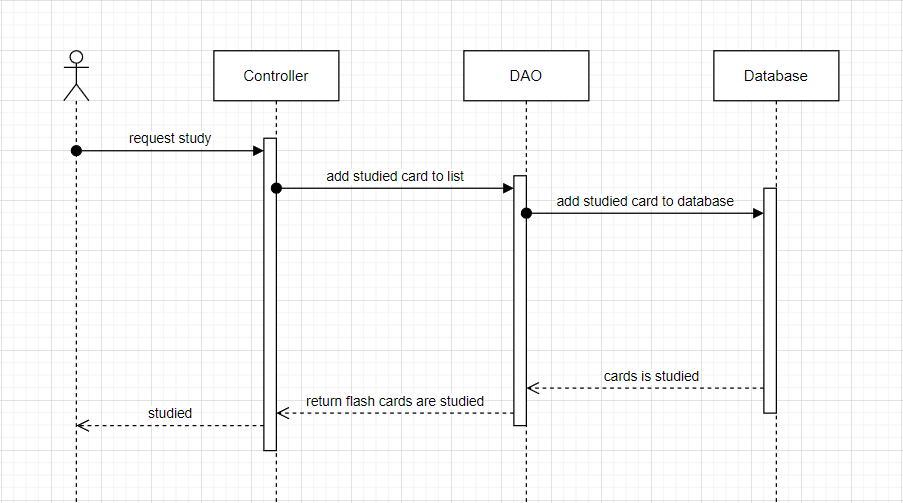 Controller
DAO
Database
request study
add studied card to list
add studied card to database
cards is studied
return flash cards are studied
studied